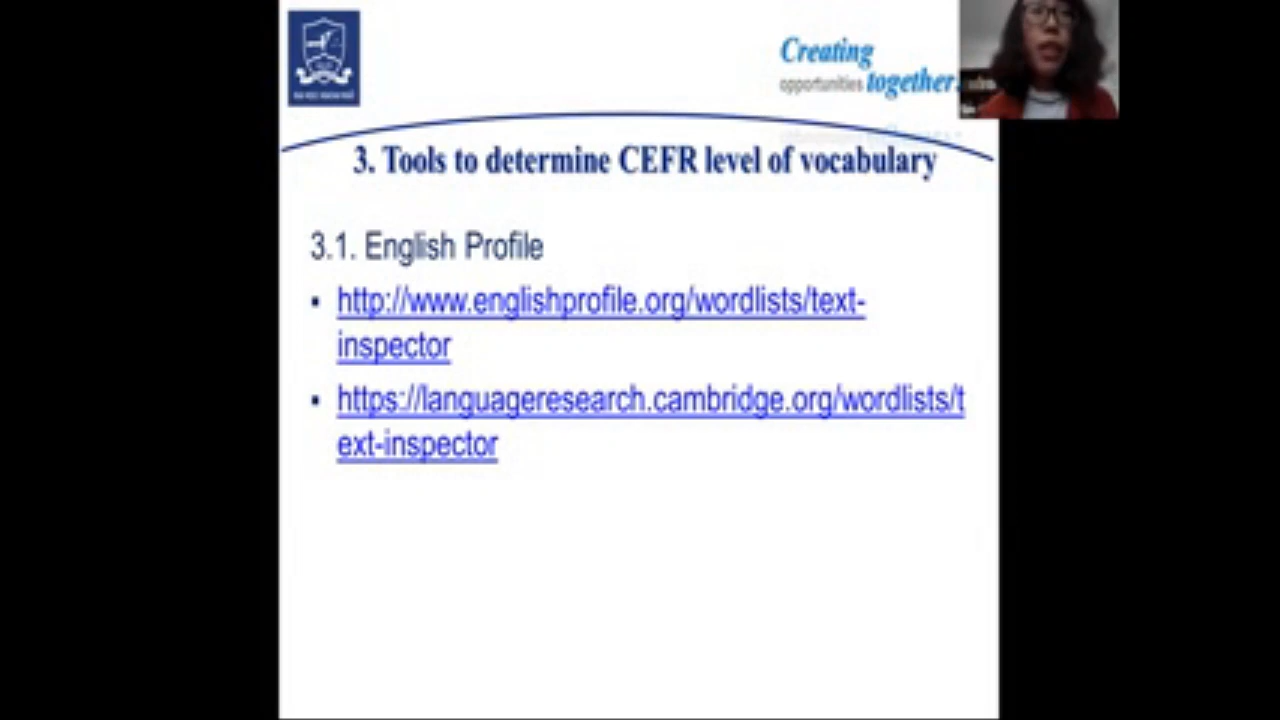 Creating
opportunities together.
3. Tools to determine CEFR level of vocabulary
3.1. English Profile
• http://www.englishprofile.org/wordlists/text-
inspector
• https://languageresearch.cambridge.org/wordlists/t
ext-inspector